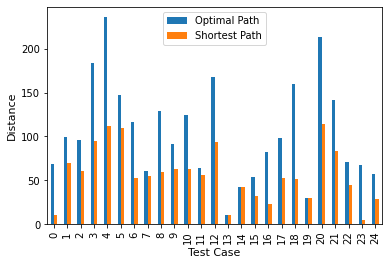 Optimal Path
Shortest Path
Distance
200
150
100
50
0
0 1 2 3 4 5 6 7 8 9 10 11 12 13 14 15 16 17 18 19 20 21 22 23 24
Test Case